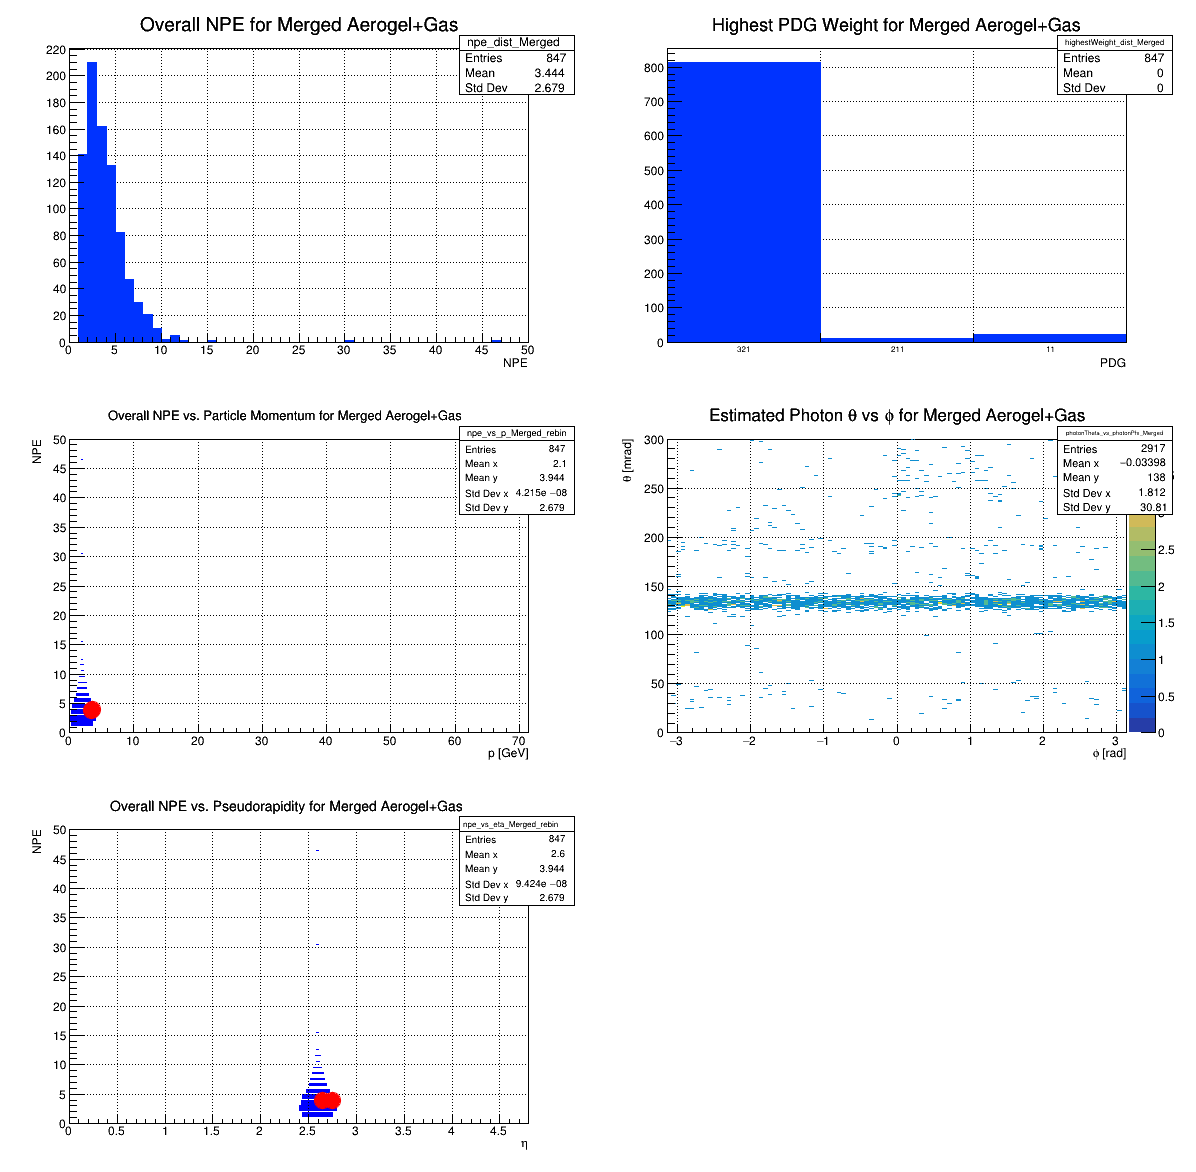 Overall NPE for Merged Aerogel+Gas
npe_dist_Merged
Entries 847
Mean 3.444
Std Dev 2.679
220
200
180
160
140
120
100
80
60
40
20
0
0 5 10 15 20 25 30 35 40 45 50
NPE
Highest PDG Weight for Merged Aerogel+Gas
highestWeight_dist_Merged
Entries 847
Mean 0
Std Dev 0
800
700
600
500
400
300
200
100
0
321 211 11
PDG
Overall NPE vs. Particle Momentum for Merged Aerogel+Gas
npe_vs_p_Merged_rebin
Entries 847
Mean x 2.1
Mean y 3.944
Std Dev x 4.215e −08
Std Dev y 2.679
NPE
50
45
40
35
30
25
20
15
10
5
0
0 10 20 30 40 50 60 70
p [GeV]
Estimated Photon θ vs ϕ for Merged Aerogel+Gas
photonTheta_vs_photonPhi_Merged
Entries 2917
Mean x −0.03398
Mean y 138
Std Dev x 1.812
Std Dev y 30.81
θ [mrad]
300
250
200
150
100
50
0
−3 −2 −1 0 1 2 3
ϕ [rad]
2.5
2
1.5
1
0.5
0
Overall NPE vs. Pseudorapidity for Merged Aerogel+Gas
npe_vs_eta_Merged_rebin
Entries 847
Mean x 2.6
Mean y 3.944
Std Dev x 9.424e −08
Std Dev y 2.679
NPE
50
45
40
35
30
25
20
15
10
5
0
0 0.5 1 1.5 2 2.5 3 3.5 4 4.5
η